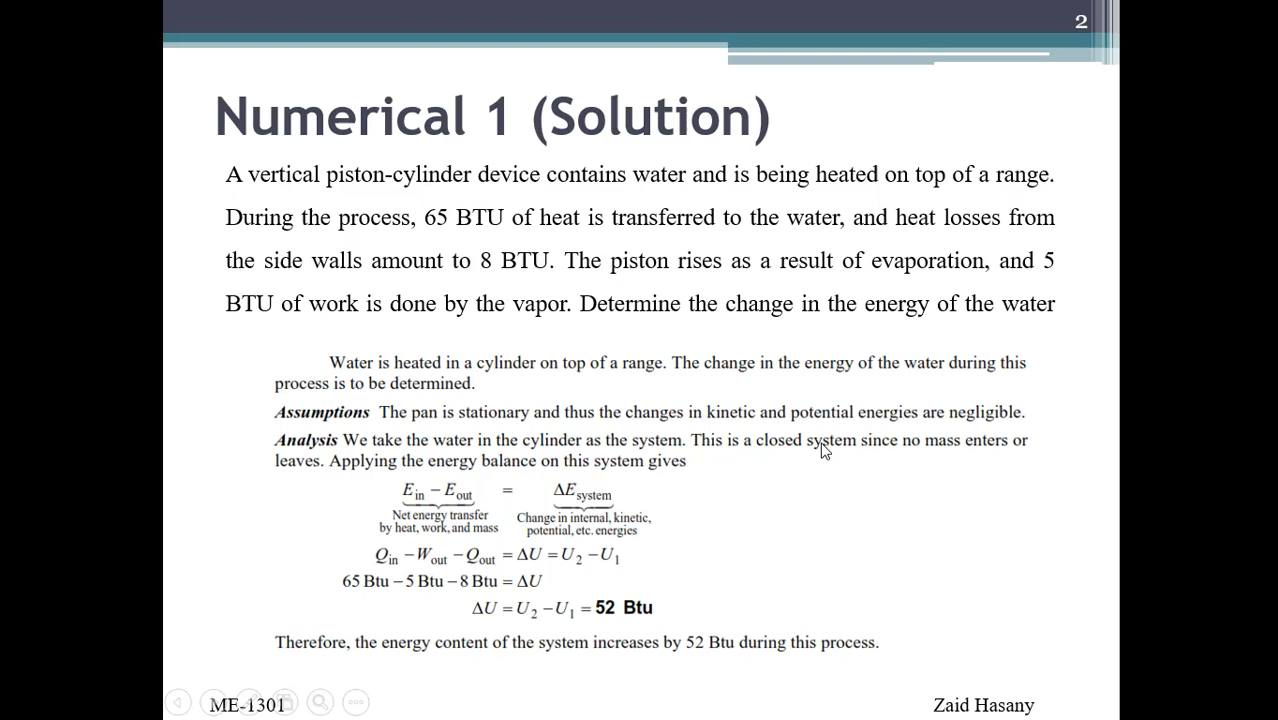 2
Numerical 1 (Solution)
A vertical piston-cylinder device contains water and is being heated on top of a range.
During the process, 65 BTU of heat is transferred to the water, and heat losses from
the side walls amount to 8 BTU. The piston rises as a result of evaporation, and 5
BTU of work is done by the vapor. Determine the change in the energy of the water
Water is heated in a cylinder on top of a range. The change in the energy of the water during this
process is to be determined.
Assumptions The pan is stationary and thus the changes in kinetic and potential energies are negligible.
Analysis We take the water in the cylinder as the system. This is a closed system since no mass enters or
leaves. Applying the energy balance on this system gives
E_in − E_out = ΔE_system
Net energy transfer Change in internal, kinetic,
by heat, work, and mass potential, etc. energies
Q_in − W_out − Q_out = ΔU = U_2 − U_1
65 Btu − 5 Btu − 8 Btu = ΔU
ΔU = U_2 − U_1 = 52 Btu
Therefore, the energy content of the system increases by 52 Btu during this process.
ME-1301 Zaid Hasany